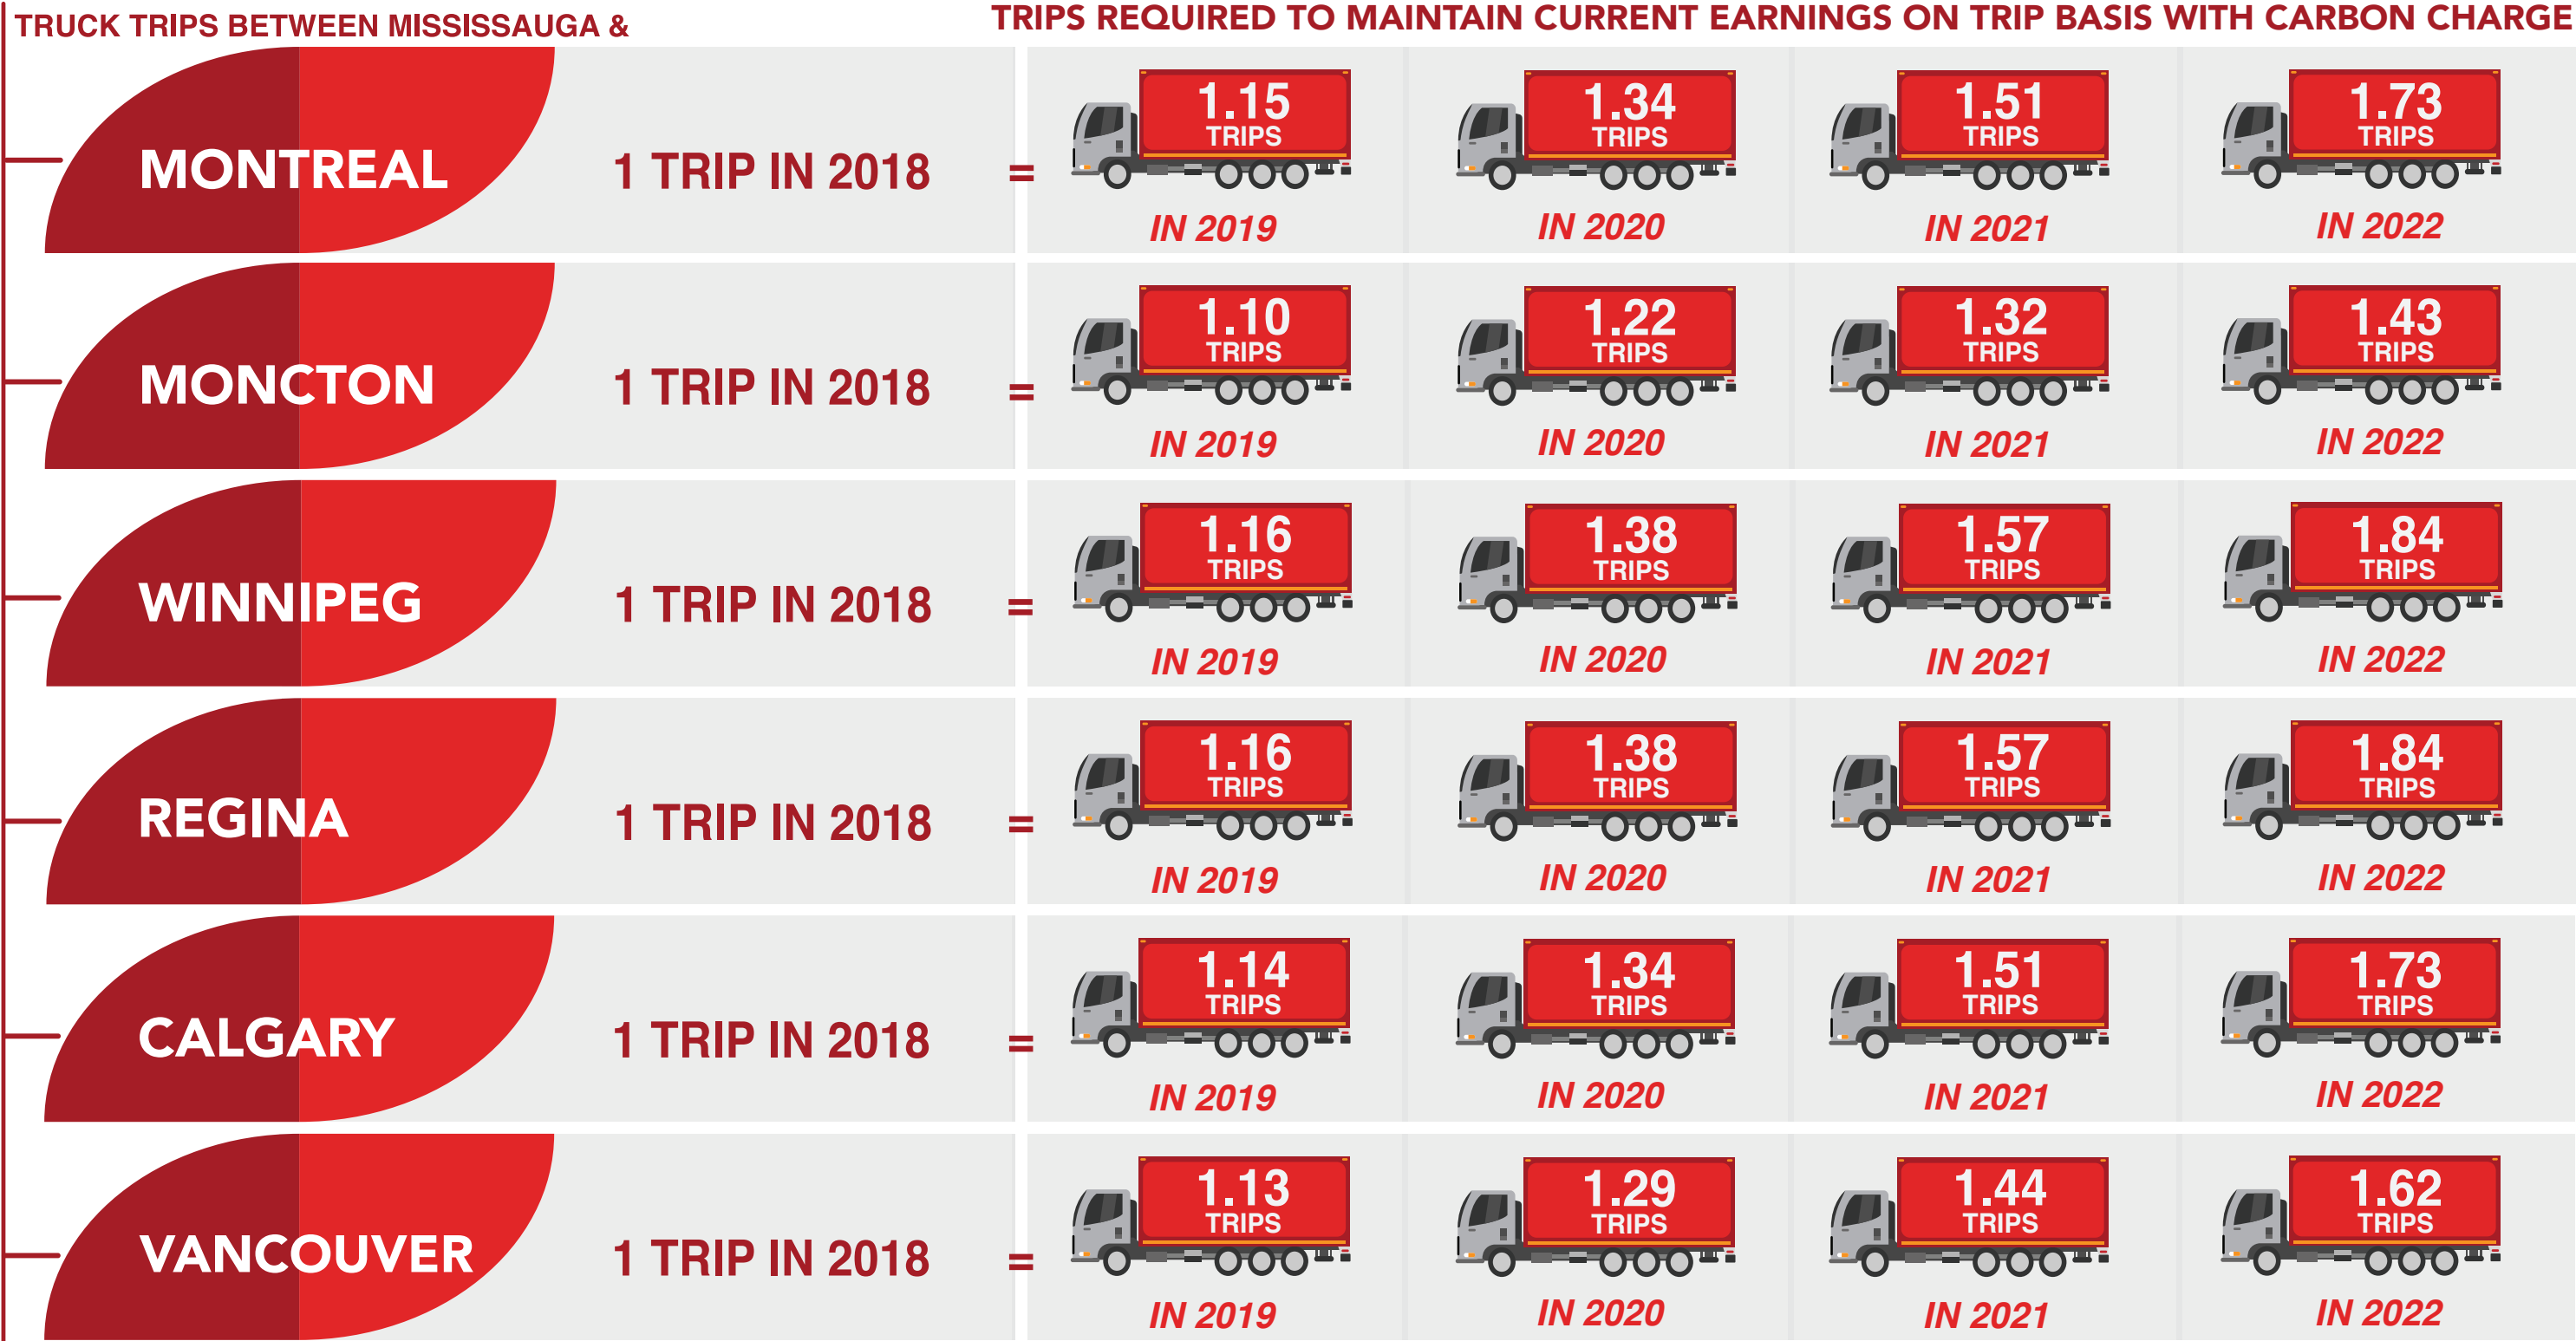 TRUCK TRIPS BETWEEN MISSISSAUGA &
TRIPS REQUIRED TO MAINTAIN CURRENT EARNINGS ON TRIP BASIS WITH CARBON CHARGE
MONTREAL
1 TRIP IN 2018
=
1.15
TRIPS
IN 2019
1.34
TRIPS
IN 2020
1.51
TRIPS
IN 2021
1.73
TRIPS
IN 2022
MONCTON
1 TRIP IN 2018
=
1.10
TRIPS
IN 2019
1.22
TRIPS
IN 2020
1.32
TRIPS
IN 2021
1.43
TRIPS
IN 2022
WINNIPEG
1 TRIP IN 2018
=
1.16
TRIPS
IN 2019
1.38
TRIPS
IN 2020
1.57
TRIPS
IN 2021
1.84
TRIPS
IN 2022
REGINA
1 TRIP IN 2018
=
1.16
TRIPS
IN 2019
1.38
TRIPS
IN 2020
1.57
TRIPS
IN 2021
1.84
TRIPS
IN 2022
CALGARY
1 TRIP IN 2018
=
1.14
TRIPS
IN 2019
1.34
TRIPS
IN 2020
1.51
TRIPS
IN 2021
1.73
TRIPS
IN 2022
VANCOUVER
1 TRIP IN 2018
=
1.13
TRIPS
IN 2019
1.29
TRIPS
IN 2020
1.44
TRIPS
IN 2021
1.62
TRIPS
IN 2022